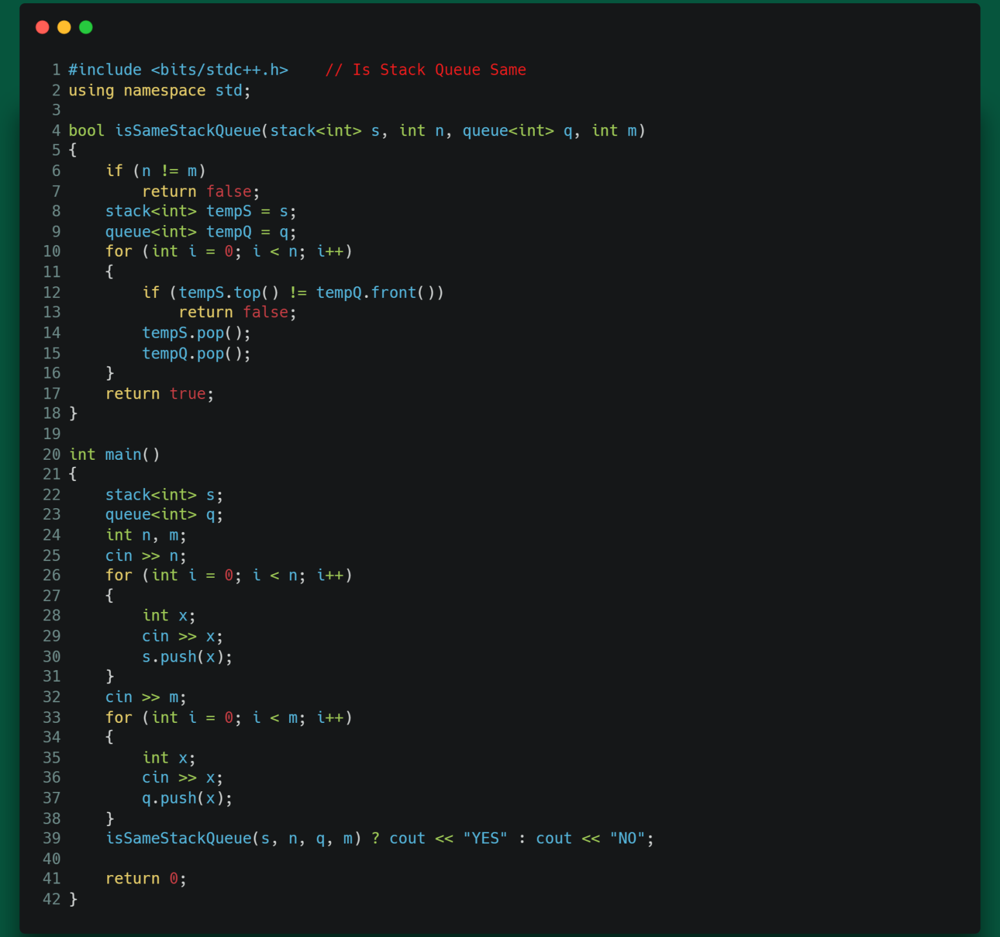 1 #include <bits/stdc++.h>    // Is Stack Queue Same
2 using namespace std;
3
4 bool isSameStackQueue(stack<int> s, int n, queue<int> q, int m)
5 {
6     if (n != m)
7         return false;
8     stack<int> tempS = s;
9     queue<int> tempQ = q;
10     for (int i = 0; i < n; i++)
11     {
12         if (tempS.top() != tempQ.front())
13             return false;
14         tempS.pop();
15         tempQ.pop();
16     }
17     return true;
18 }
19
20 int main()
21 {
22     stack<int> s;
23     queue<int> q;
24     int n, m;
25     cin >> n;
26     for (int i = 0; i < n; i++)
27     {
28         int x;
29         cin >> x;
30         s.push(x);
31     }
32     cin >> m;
33     for (int i = 0; i < m; i++)
34     {
35         int x;
36         cin >> x;
37         q.push(x);
38     }
39     isSameStackQueue(s, n, q, m) ? cout << "YES" : cout << "NO";
40
41     return 0;
42 }